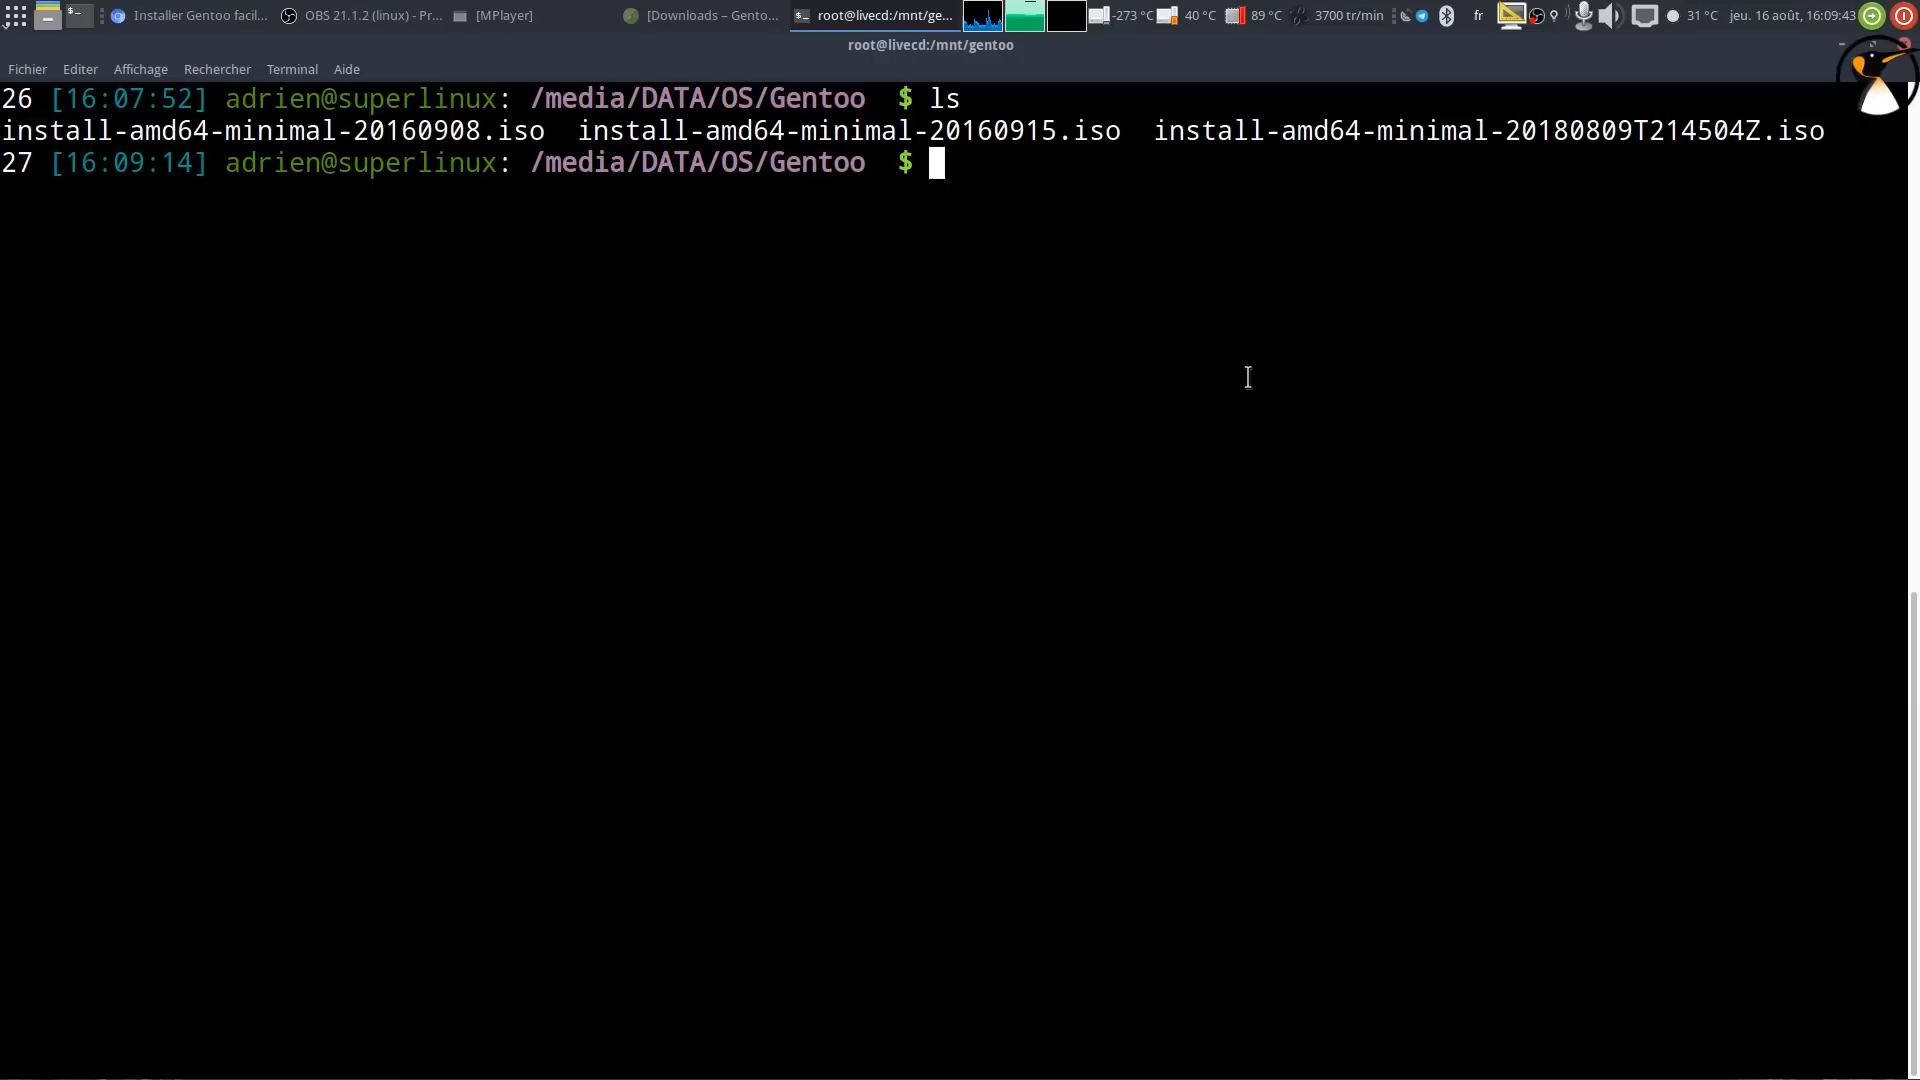 Installer Gentoo facil... OBS 21.1.2 (linux) - Pr... [MPlayer] [Downloads – Gento... root@livecd:/mnt/ge... -273 °C 40 °C 89 °C 3700 tr/min fr 31 °C jeu. 16 août, 16:09:43
root@livecd:/mnt/gentoo
Fichier Editer Affichage Rechercher Terminal Aide
26 [16:07:52] adrien@superlinux: /media/DATA/OS/Gentoo $ ls
install-amd64-minimal-20160908.iso install-amd64-minimal-20160915.iso install-amd64-minimal-20180809T214504Z.iso
27 [16:09:14] adrien@superlinux: /media/DATA/OS/Gentoo $